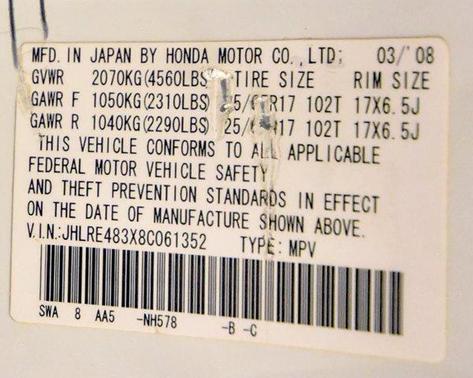 MFD. IN JAPAN BY HONDA MOTOR CO.,LTD; 03/'08
GVWR 2070KG(4560LBS) TIRE SIZE RIM SIZE
GAWR F 1050KG(2310LBS) R17 102T 17X6.5J
GAWR R 1040KG(2290LBS) 102T 17X6.5J
THIS VEHICLE CONFORMS TO ALL APPLICABLE
FEDERAL MOTOR VEHICLE SAFETY
AND THEFT PREVENTION STANDARDS IN EFFECT
ON THE DATE OF MANUFACTURE SHOWN ABOVE.
V.I.N:JHLRE483X8C061352 TYPE: MPV
SWA 8 AA5 -NH578 -B -C